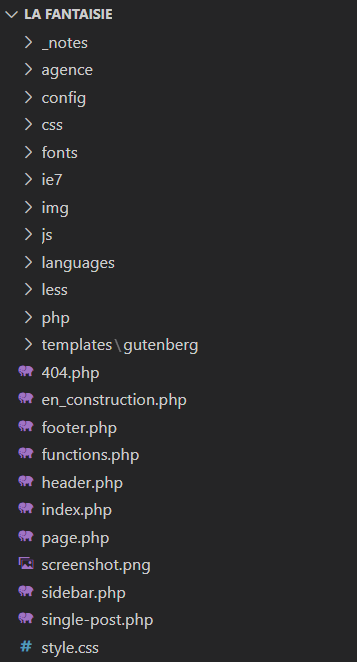 LA FANTAISIE
_notes
agence
config
css
fonts
ie7
img
js
languages
less
php
templates\gutenberg
404.php
en_construction.php
footer.php
functions.php
header.php
index.php
page.php
screenshot.png
sidebar.php
single-post.php
# style.css